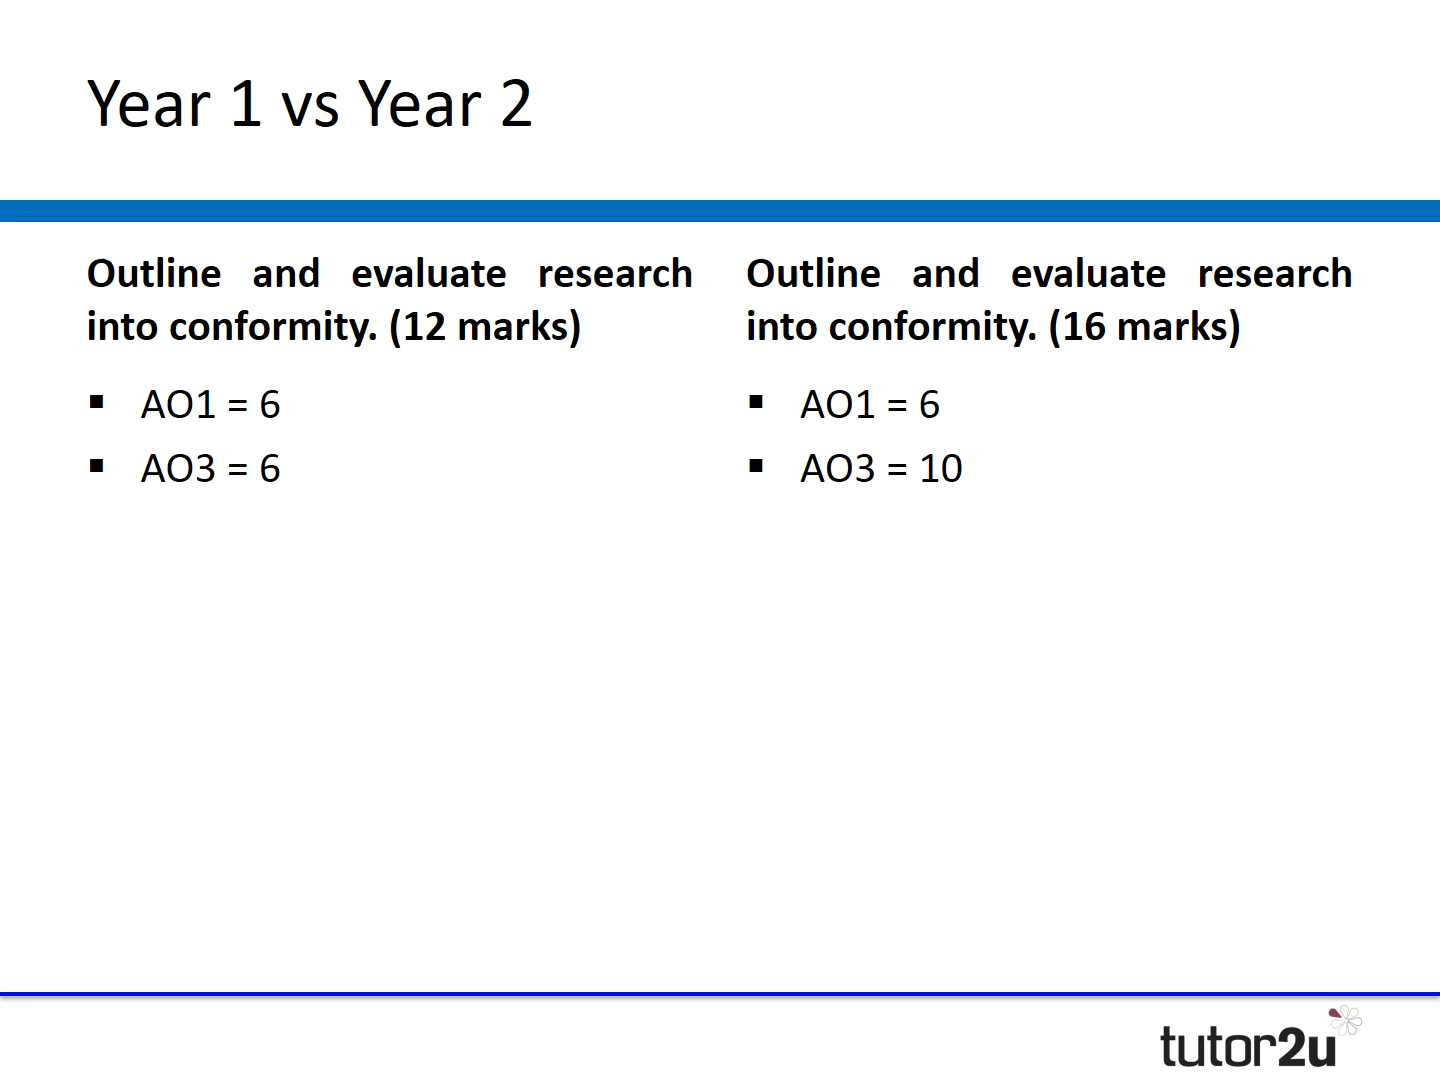 Year 1 vs Year 2
Outline and evaluate research
into conformity. (12 marks)
▪ AO1 = 6
▪ AO3 = 6
Outline and evaluate research
into conformity. (16 marks)
▪ AO1 = 6
▪ AO3 = 10
tutor2u